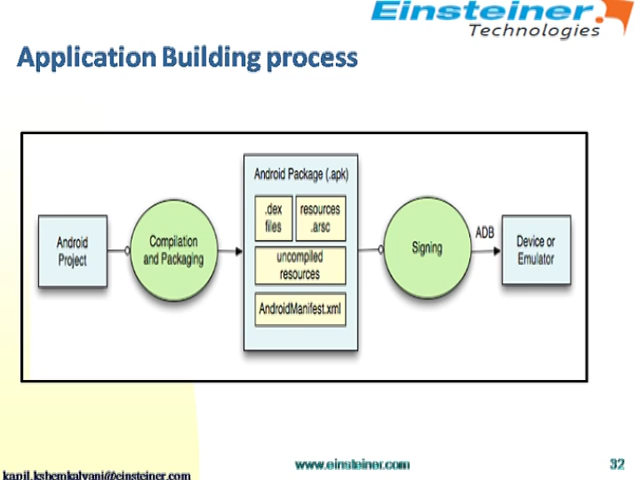 Einsteiner
Technologies
Application Building process
Android
Project
Compilation
and Packaging
Android Package (.apk)
.dex
files
resources
.arsc
uncompiled
resources
AndroidManifest.xml
Signing
ADB
Device or
Emulator
kapil.kshemkalyani@einsteiner.com
www.einsteiner.com
32